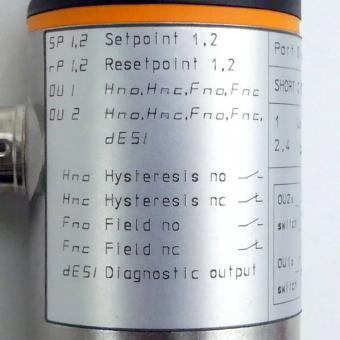 SP1,2 Setpoint 1,2
rP1,2 Resetpoint 1,2
OU1 Hno,Hnc,Fno,Fnc
OU2 Hno,Hnc,Fno,Fnc,
dESI
Hno Hysteresis no
Hnc Hysteresis nc
Fno Field no
Fnc Field nc
dESI Diagnostic output
Port
SHORT
1
2,4
OU2:
switch
OU1:
switch